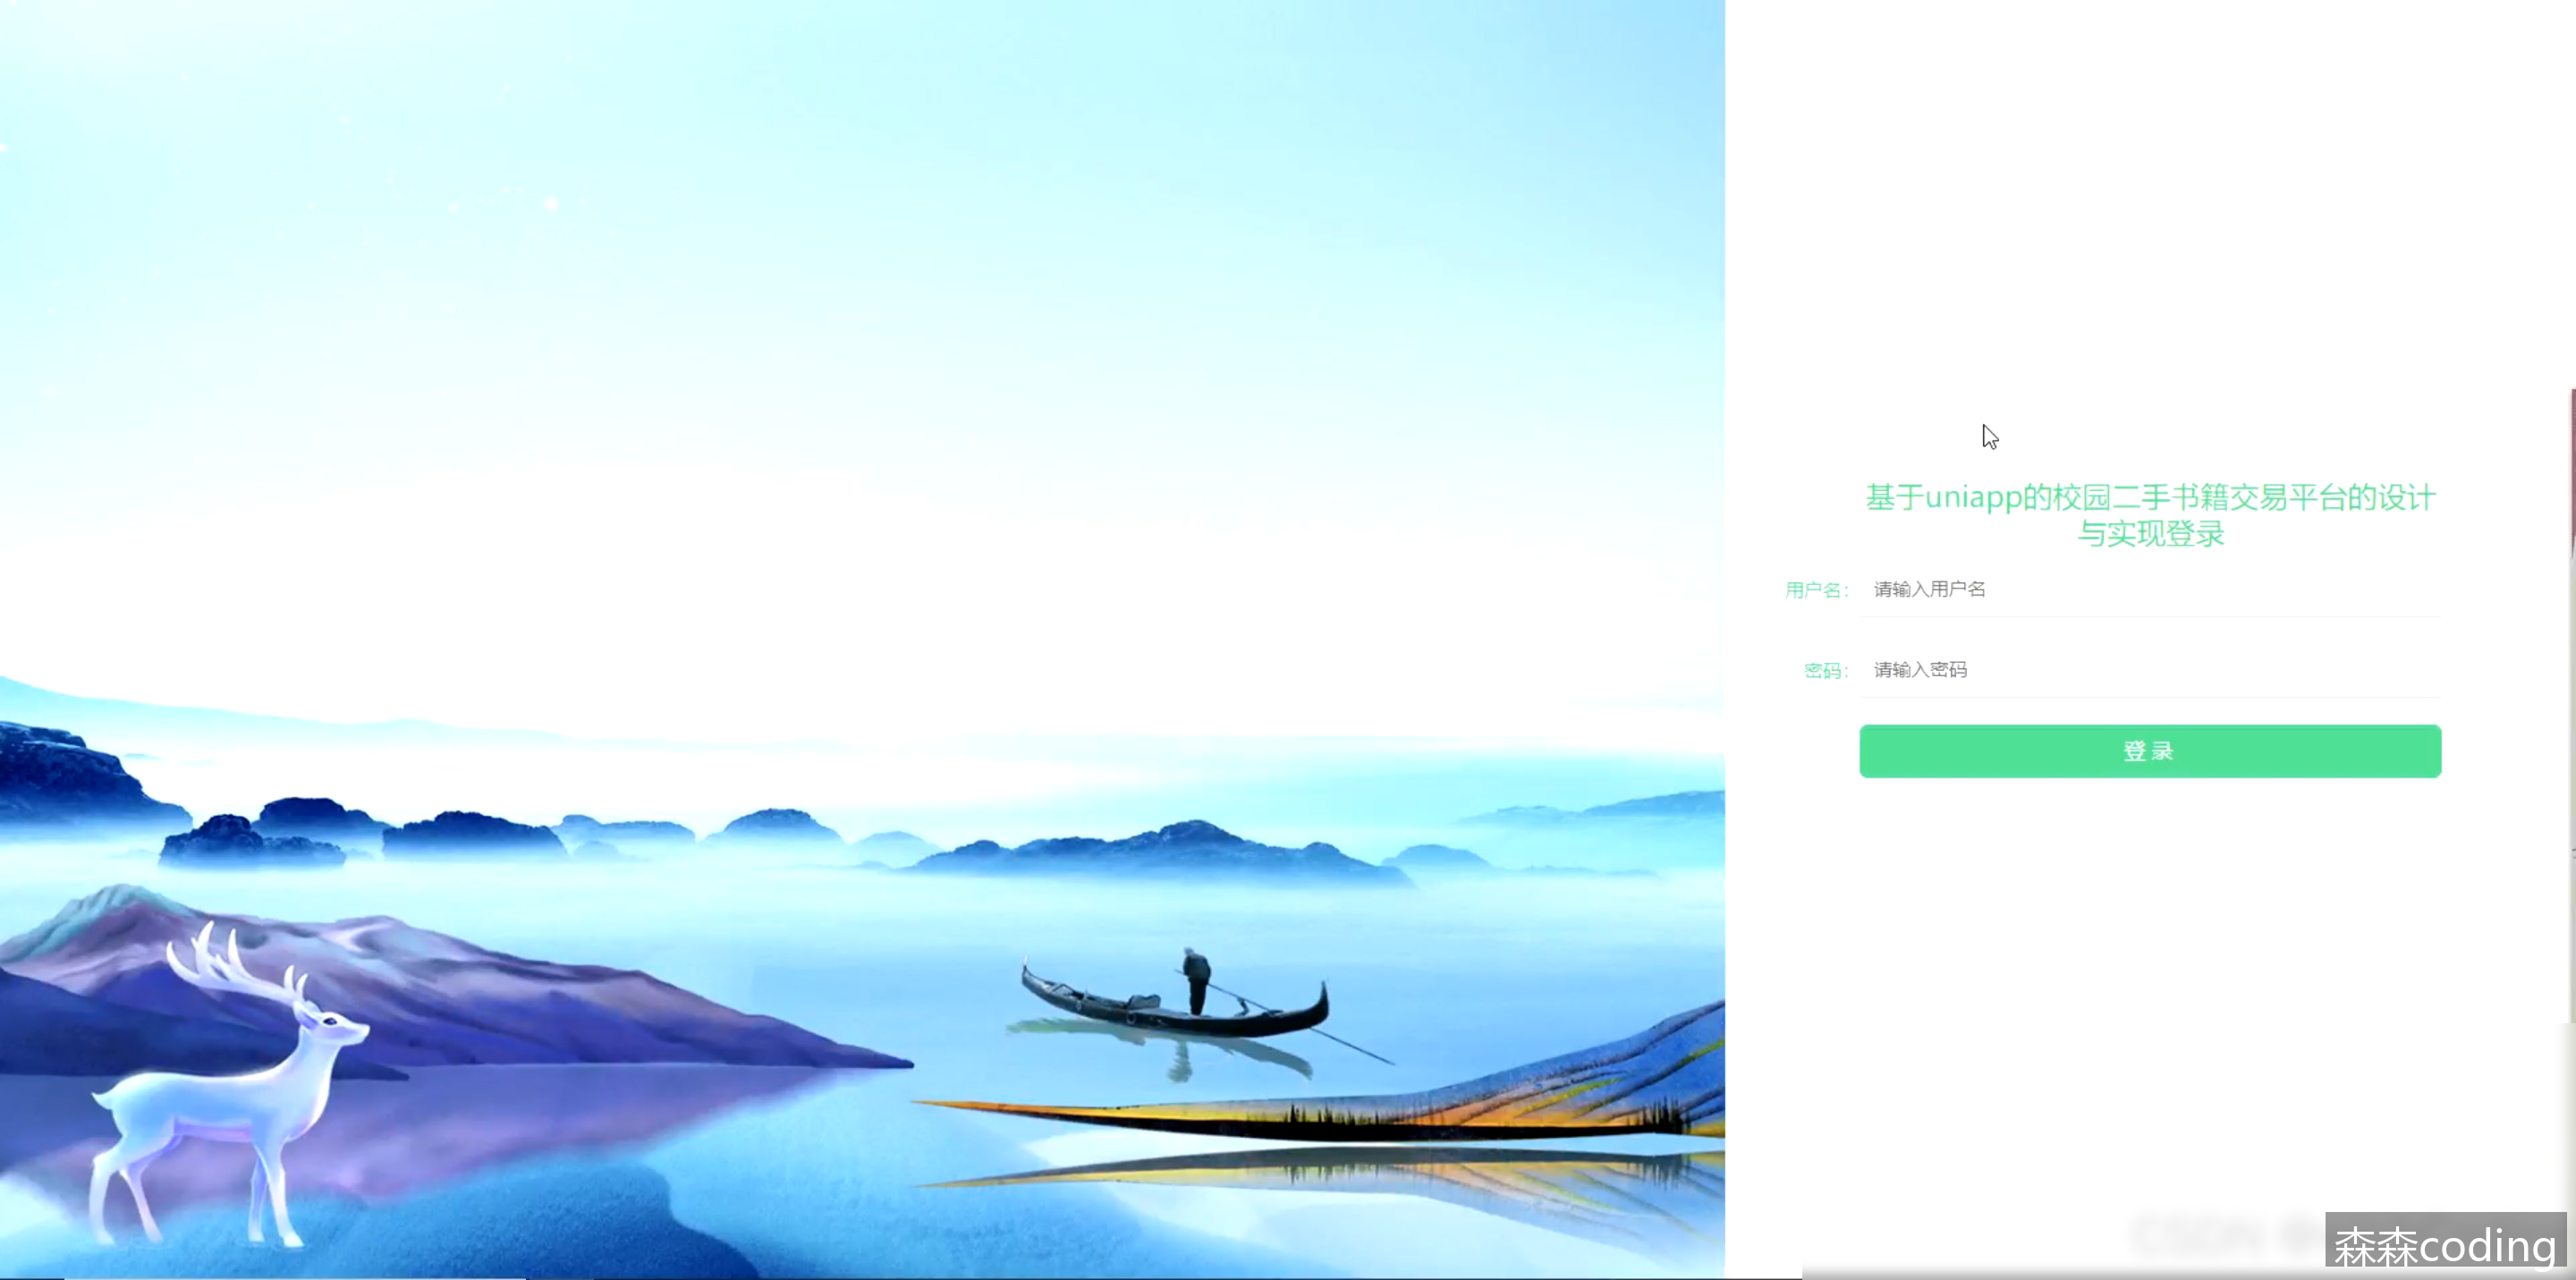 基于uniapp的校园二手书籍交易平台的设计
与实现登录
用户名: 请输入用户名
密码: 请输入密码
登录
CSDN
森森coding